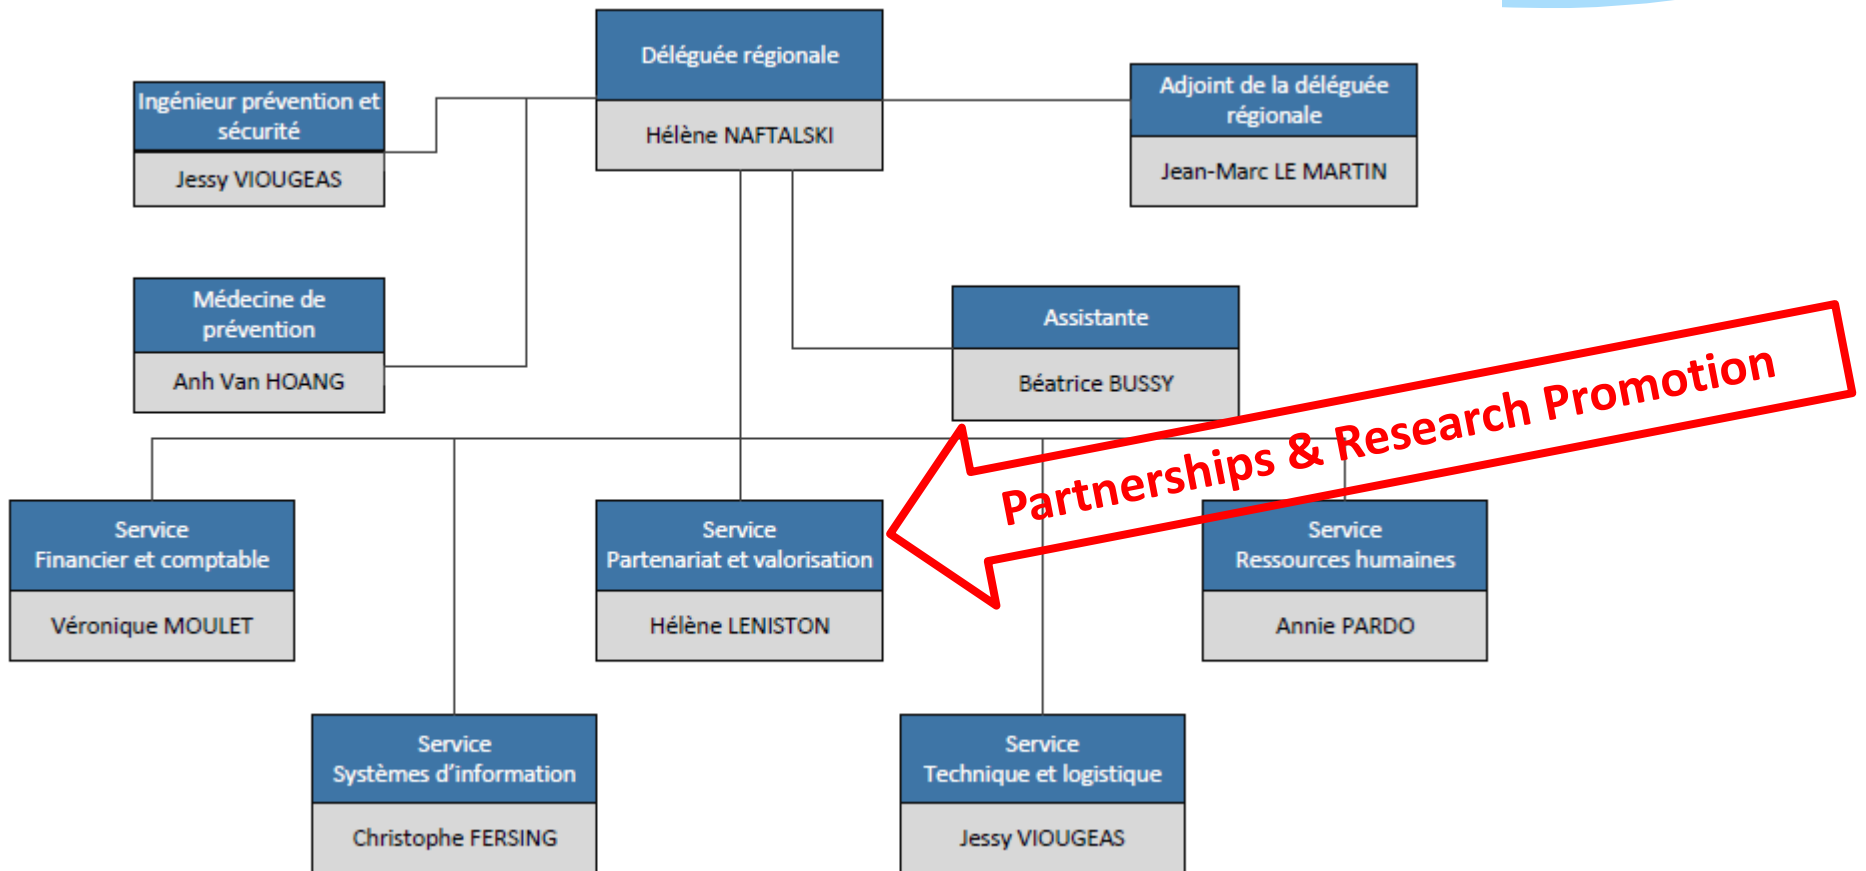 Déléguée régionale
Hélène NAFTALSKI
Ingénieur prévention et
sécurité
Jessy VIOUGEAS
Adjoint de la déléguée
régionale
Jean-Marc LE MARTIN
Médecine de
prévention
Anh Van HOANG
Assistante
Béatrice BUSSY
Partnerships & Research Promotion
Service
Financier et comptable
Véronique MOULET
Service
Partenariat et valorisation
Hélène LENISTON
Service
Ressources humaines
Annie PARDO
Service
Systèmes d'information
Christophe FERSING
Service
Technique et logistique
Jessy VIOUGEAS